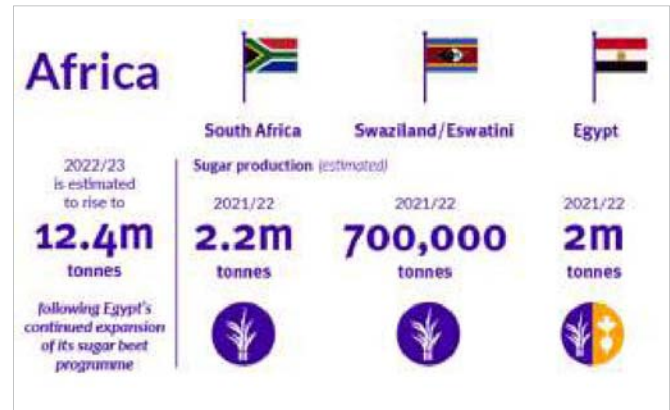 Africa
South Africa
Swaziland/Eswatini
Egypt
2022/23
is estimated
to rise to
12.4m
tonnes
following Egypt's
continued expansion
of its sugar beet
programme
Sugar production (estimated)
2021/22
2.2m
tonnes
2021/22
700,000
tonnes
2021/22
2m
tonnes